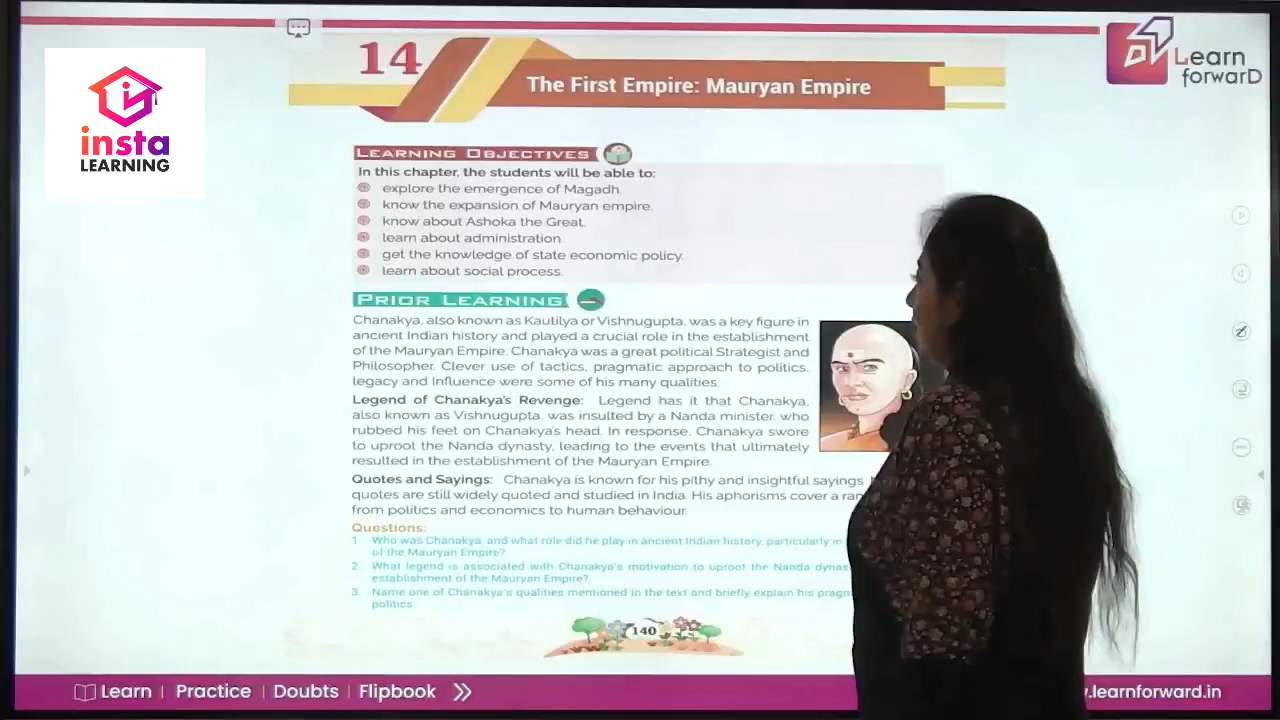 14
The First Empire: Mauryan Empire
Learn
forwarD
insta
LEARNING
LEARNING OBJECTIVES
In this chapter, the students will be able to:
explore the emergence of Magadh.
know the expansion of Mauryan empire.
know about Ashoka the Great.
learn about administration.
get the knowledge of state economic policy.
learn about social process.
PRIOR LEARNING
Chanakya, also known as Kautilya or Vishnugupta, was a key figure in
ancient Indian history and played a crucial role in the establishment
of the Mauryan Empire. Chanakya was a great political Strategist and
Philosopher. Clever use of tactics, pragmatic approach to politics,
legacy and Influence were some of his many qualities.
Legend of Chanakya's Revenge: Legend has it that Chanakya,
also known as Vishnugupta, was insulted by a Nanda minister, who
rubbed his feet on Chanakya's head. In response, Chanakya swore
to uproot the Nanda dynasty, leading to the events that ultimately
resulted in the establishment of the Mauryan Empire.
Quotes and Sayings: Chanakya is known for his pithy and insightful sayings.
quotes are still widely quoted and studied in India. His aphorisms cover a
from politics and economics to human behaviour.
Questions:
1. Who was Chanakya, and what role did he play in ancient Indian history, particularly in
of the Mauryan Empire?
2. What legend is associated with Chanakya's motivation to uproot the Nanda
establishment of the Mauryan Empire?
3. Name one of Chanakya's qualities mentioned in the text and briefly explain his
politics.
140
Learn | Practice | Doubts | Flipbook
.learnforward.in